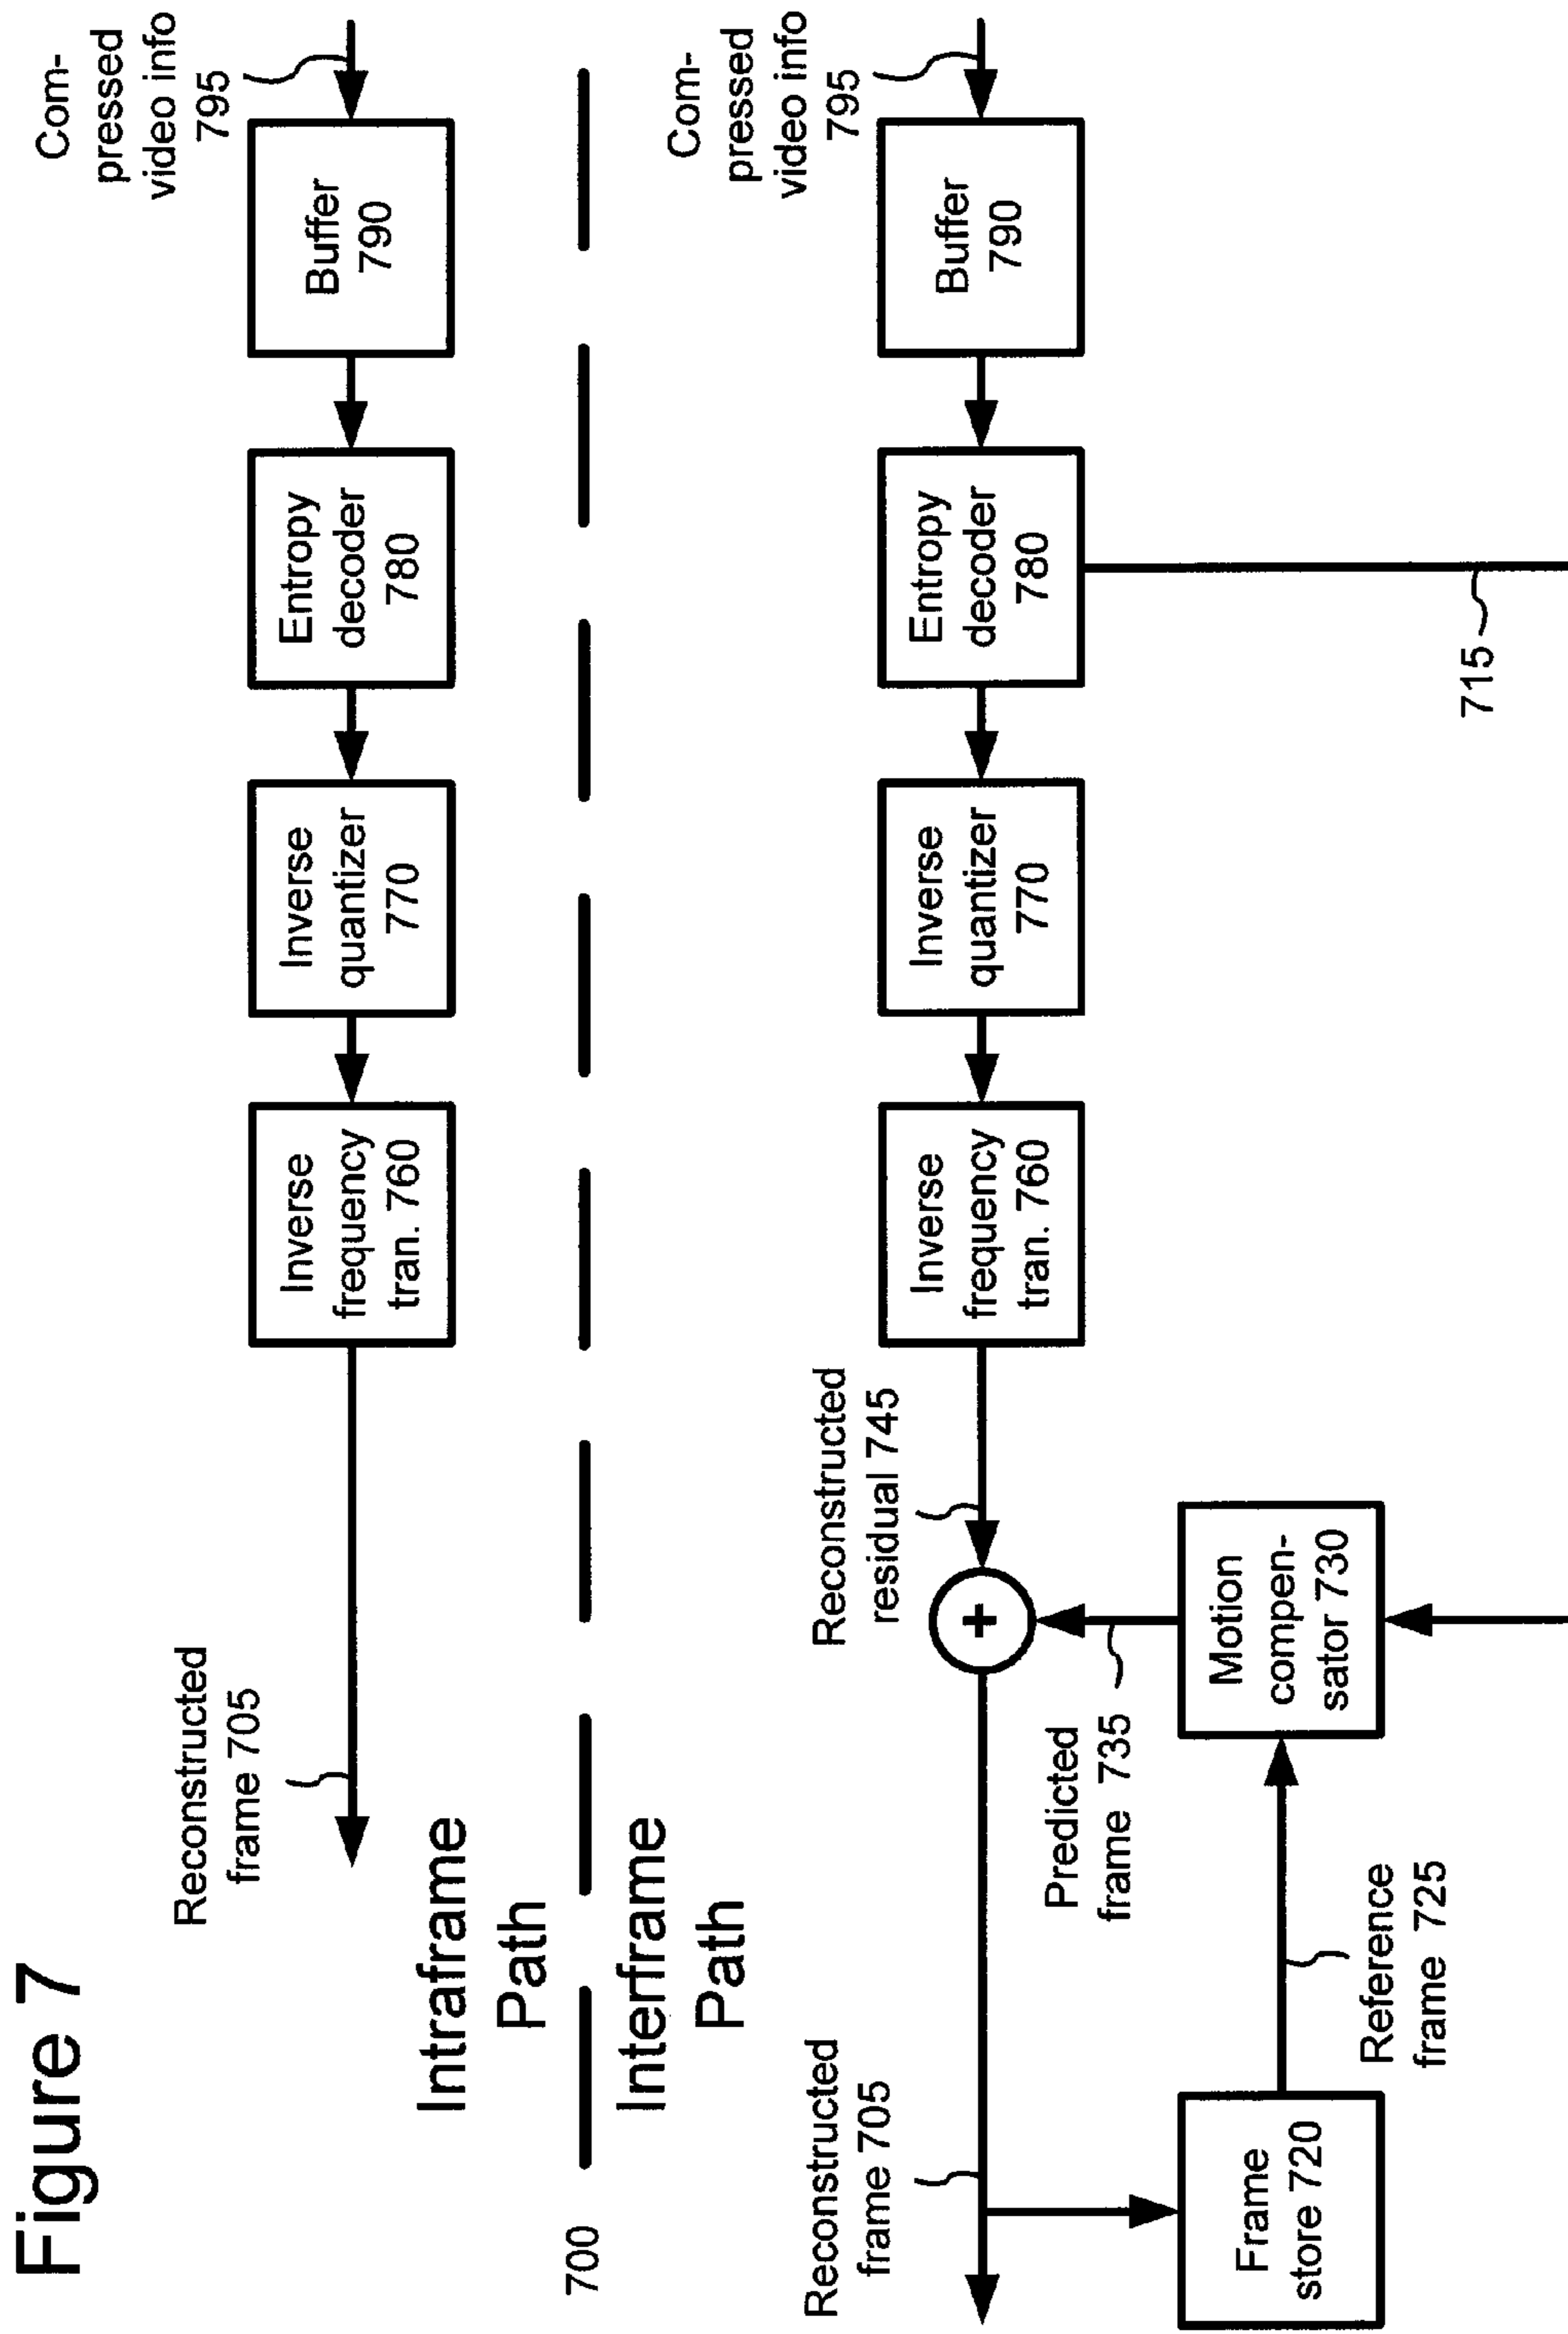 Figure 7
Reconstructed
frame 705
Inverse
frequency
tran. 760
Inverse
quantizer
770
Entropy
decoder
780
Buffer
790
Com-
pressed
video info
795
Intraframe
Path
700
Interframe
Path
Reconstructed
frame 705
Reconstructed
residual 745
+
Inverse
frequency
tran. 760
Inverse
quantizer
770
Entropy
decoder
780
Buffer
790
Com-
pressed
video info
795
Predicted
frame 735
Frame
store 720
Reference
frame 725
Motion
compen-
sator 730
715